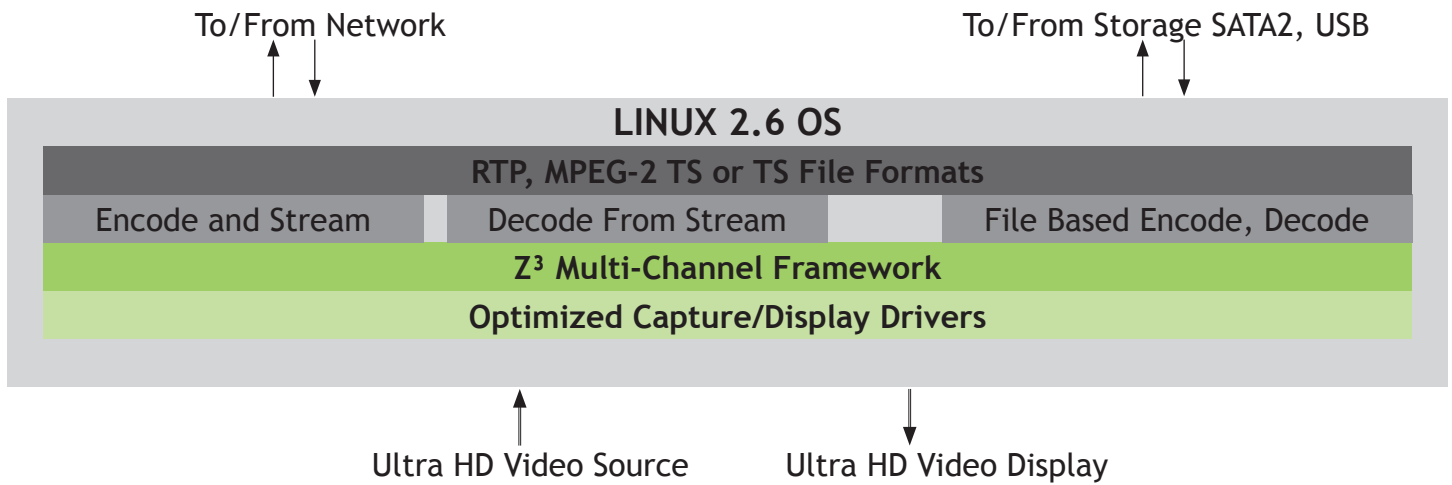 To/From Network
To/From Storage SATA2, USB
LINUX 2.6 OS
RTP, MPEG-2 TS or TS File Formats
Encode and Stream
Decode From Stream
File Based Encode, Decode
Z³ Multi-Channel Framework
Optimized Capture/Display Drivers
Ultra HD Video Source
Ultra HD Video Display